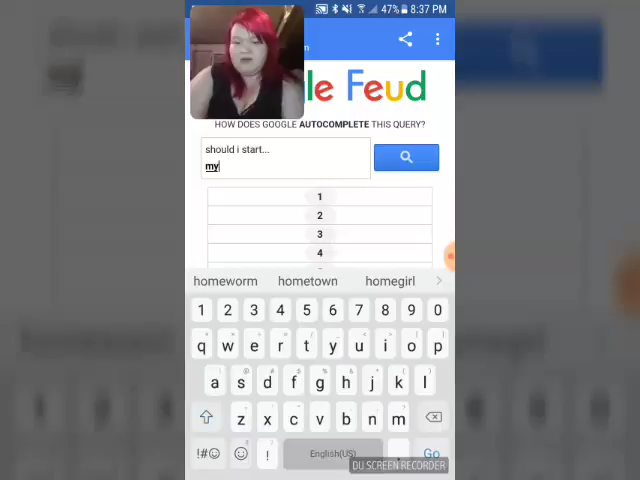 47% 8:37 PM
n
le Feud
HOW DOES GOOGLE AUTOCOMPLETE THIS QUERY?
should i start...
my
1
2
3
4
homeworm hometown homegirl >
1 2 3 4 5 6 7 8 9 0
q w e r t y u i o p
a s d f g h j k l
z x c v b n m
!#☺ ! English(US) . Go
DU SCREEN RECORDER